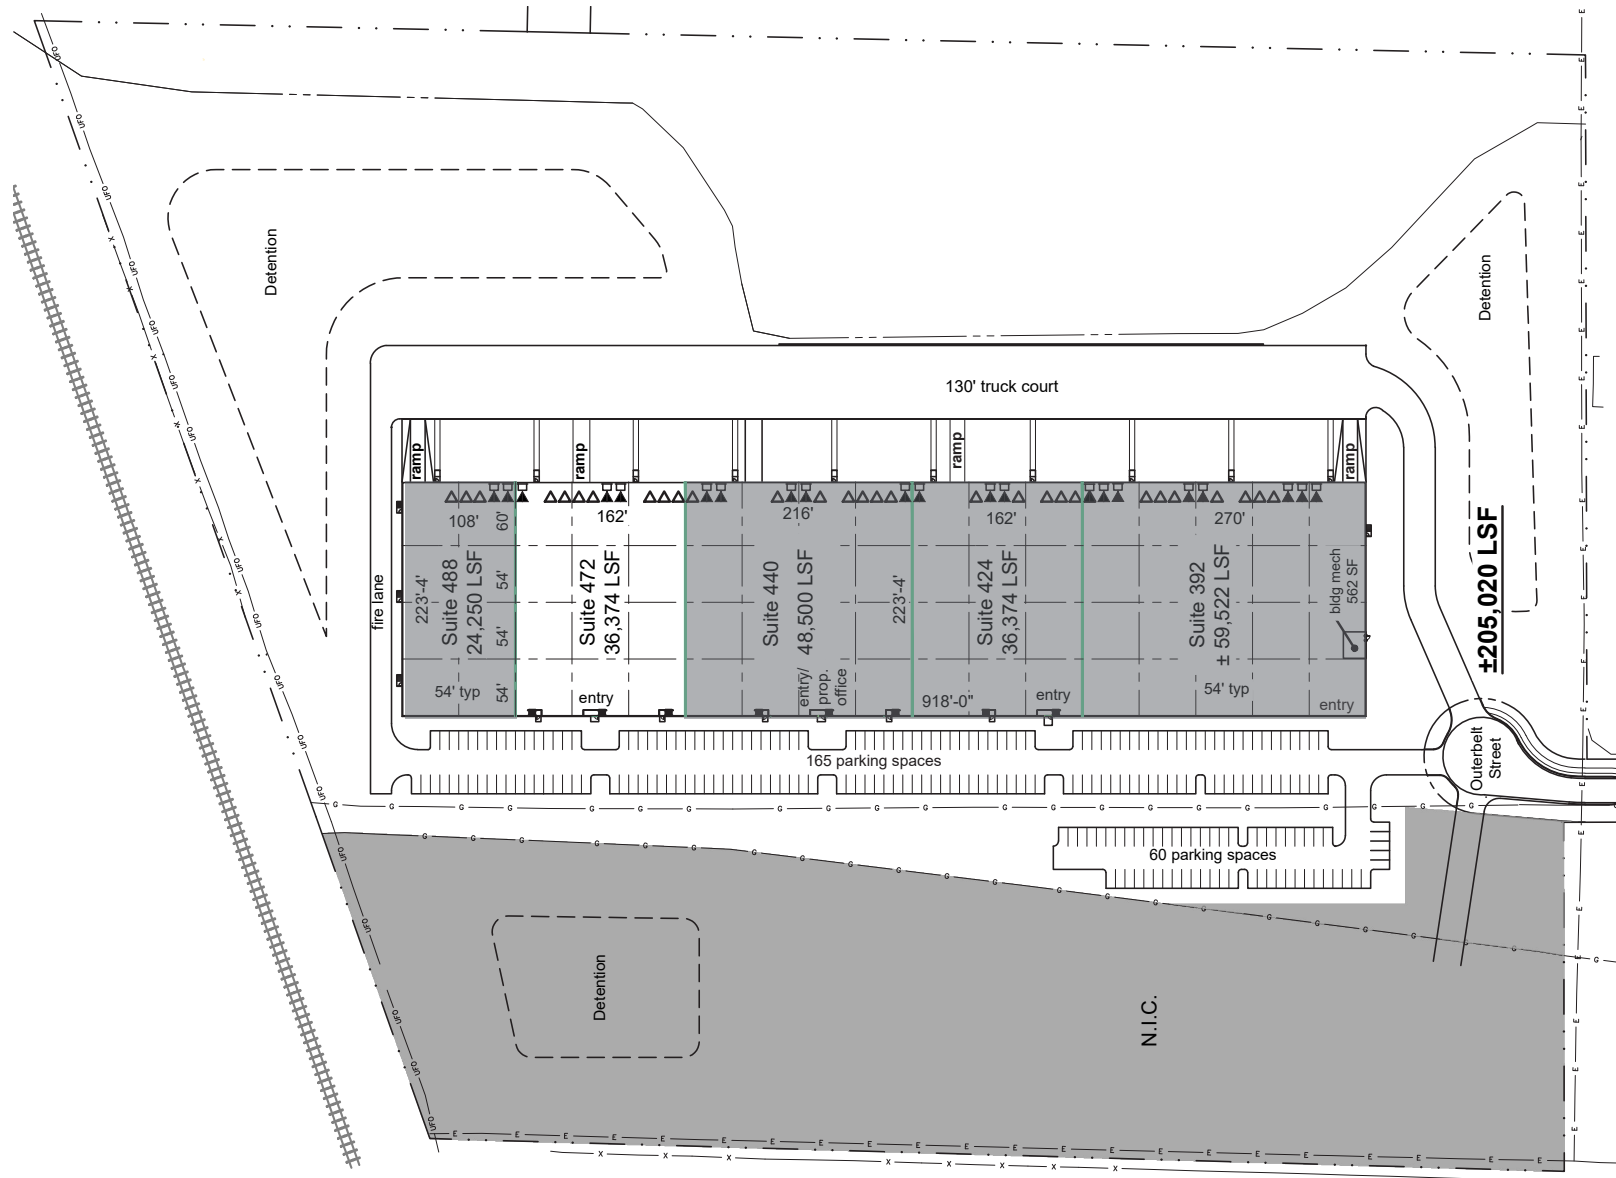 Detention
Detention
130' truck court
ramp
ramp
ramp
ramp
fire lane
108'
60'
162'
216'
162'
270'
223'-4'
Suite 488
24,250 LSF
54'
54'
54'
54' typ
Suite 472
36,374 LSF
entry
Suite 440
48,500 LSF
entry/
prop.
office
223'-4'
918'-0"
Suite 424
36,374 LSF
entry
Suite 392
± 59,522 LSF
54' typ
bldg mech
562 SF
entry
±205,020 LSF
165 parking spaces
Outerbelt
Street
60 parking spaces
Detention
N.I.C.